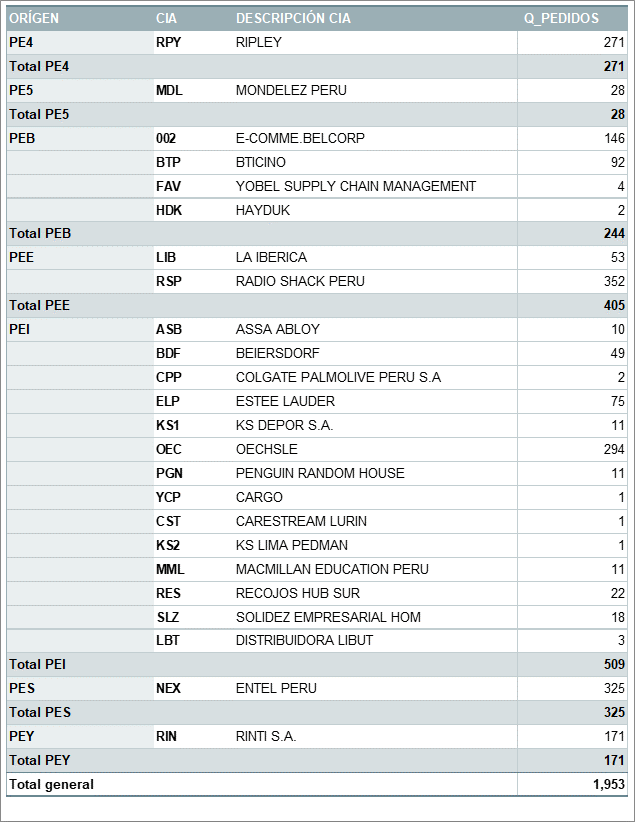 ORÍGEN CIA DESCRIPCIÓN CIA Q_PEDIDOS
PE4 RPY RIPLEY 271
Total PE4 271
PE5 MDL MONDELEZ PERU 28
Total PE5 28
PEB 002 E-COMME.BELCORP 146
BTP BTICINO 92
FAV YOBEL SUPPLY CHAIN MANAGEMENT 4
HDK HAYDUK 2
Total PEB 244
PEE LIB LA IBERICA 53
RSP RADIO SHACK PERU 352
Total PEE 405
PEI ASB ASSA ABLOY 10
BDF BEIERSDORF 49
CPP COLGATE PALMOLIVE PERU S.A 2
ELP ESTEE LAUDER 75
KS1 KS DEPOR S.A. 11
OEC OECHSLE 294
PGN PENGUIN RANDOM HOUSE 11
YCP CARGO 1
CST CARESTREAM LURIN 1
KS2 KS LIMA PEDMAN 1
MML MACMILLAN EDUCATION PERU 11
RES RECOJOS HUB SUR 22
SLZ SOLIDEZ EMPRESARIAL HOM 18
LBT DISTRIBUIDORA LIBUT 3
Total PEI 509
PES NEX ENTEL PERU 325
Total PES 325
PEY RIN RINTI S.A. 171
Total PEY 171
Total general 1,953